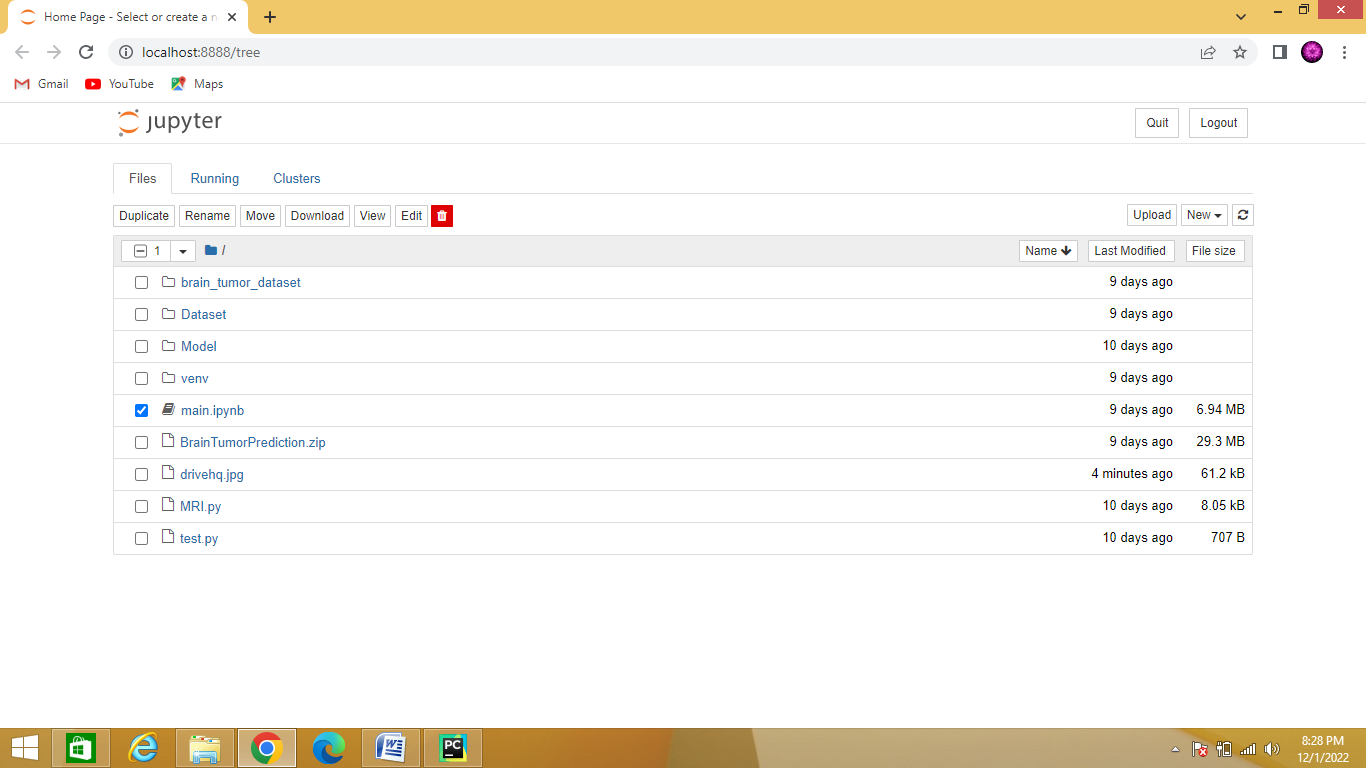 Home Page - Select or create a n
localhost:8888/tree
Gmail YouTube Maps
jupyter Quit Logout
Files Running Clusters
Duplicate Rename Move Download View Edit Upload New
1 / Name Last Modified File size
brain_tumor_dataset 9 days ago
Dataset 9 days ago
Model 10 days ago
venv 9 days ago
main.ipynb 9 days ago 6.94 MB
BrainTumorPrediction.zip 9 days ago 29.3 MB
drivehq.jpg 4 minutes ago 61.2 kB
MRI.py 10 days ago 8.05 kB
test.py 10 days ago 707 B
PC 8:28 PM
12/1/2022